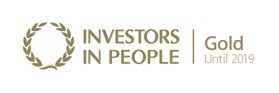 INVESTORS
IN PEOPLE
Gold
Until 2019